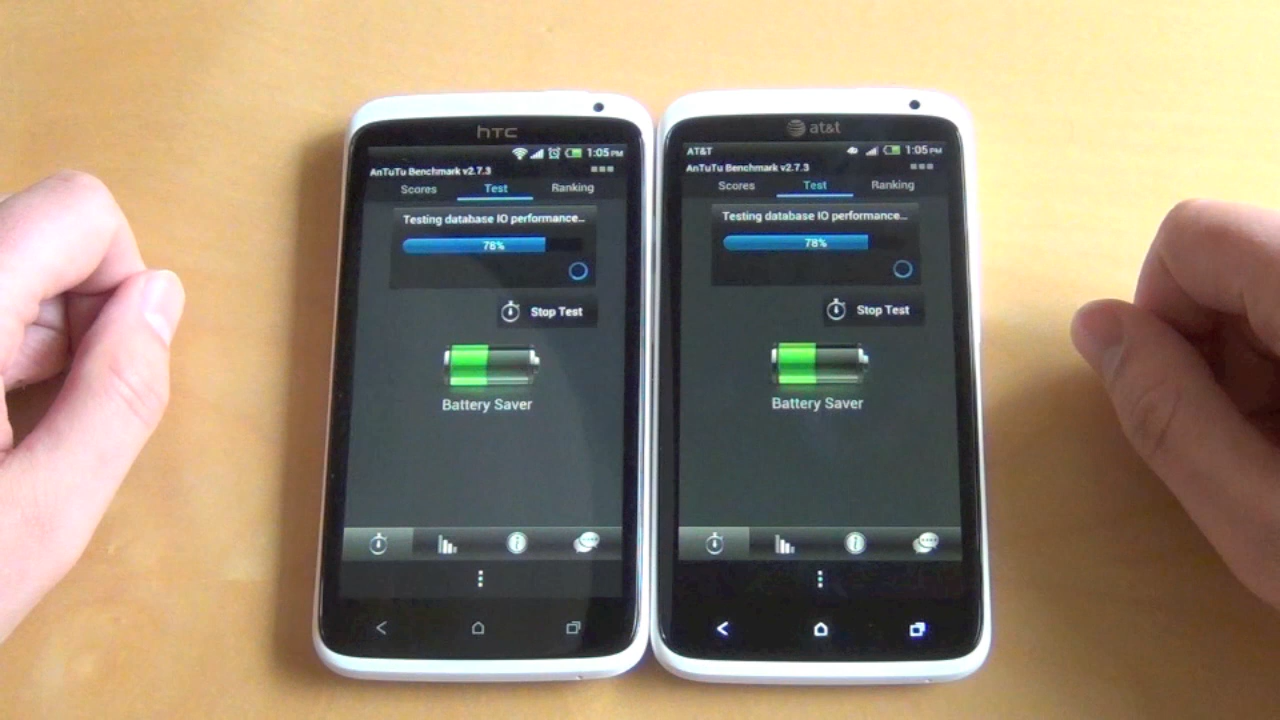 hTC
1:05 PM
AnTuTu Benchmark v2.7.3
Scores Test Ranking
Testing database IO performance...
78%
Stop Test
Battery Saver
at&t
AT&T 1:05 PM
AnTuTu Benchmark v2.7.3
Scores Test Ranking
Testing database IO performance...
78%
Stop Test
Battery Saver